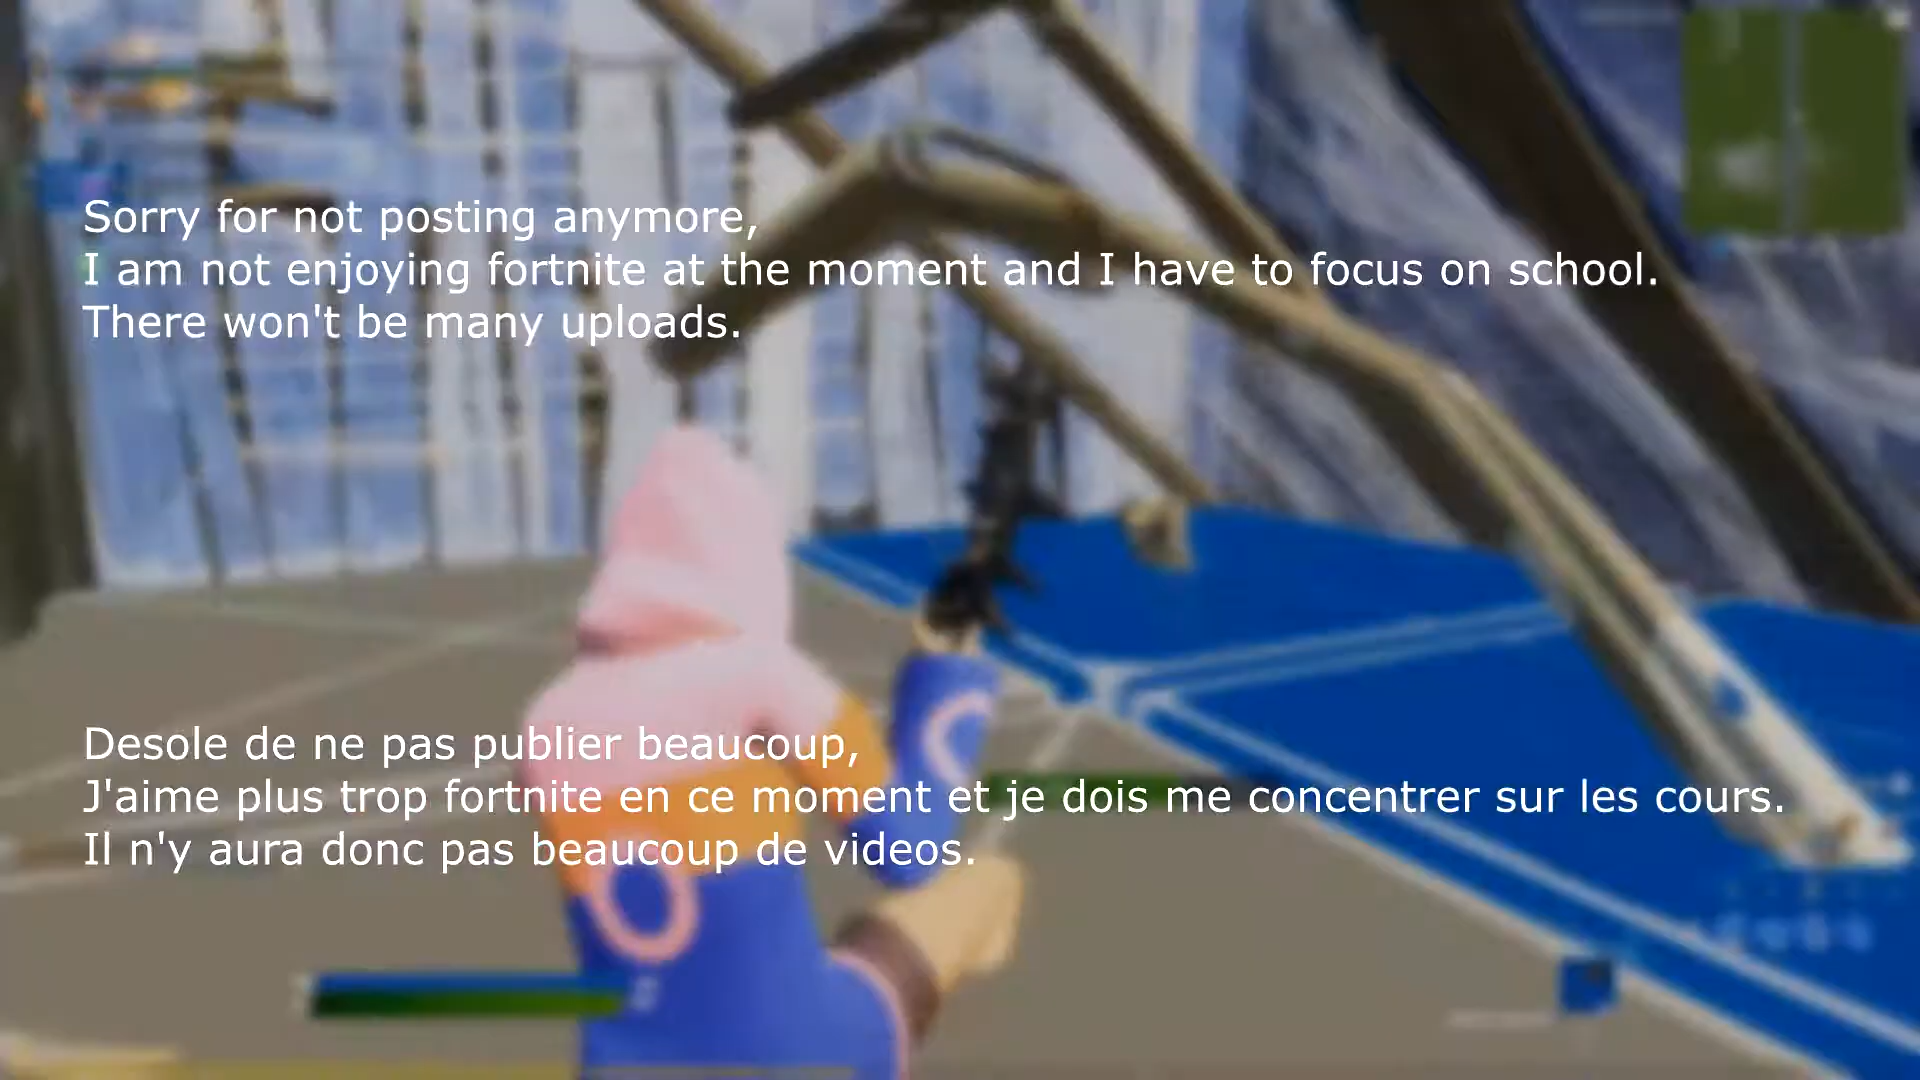 Sorry for not posting anymore,
I am not enjoying fortnite at the moment and I have to focus on school.
There won't be many uploads.
Desole de ne pas publier beaucoup,
J'aime plus trop fortnite en ce moment et je dois me concentrer sur les cours.
Il n'y aura donc pas beaucoup de videos.